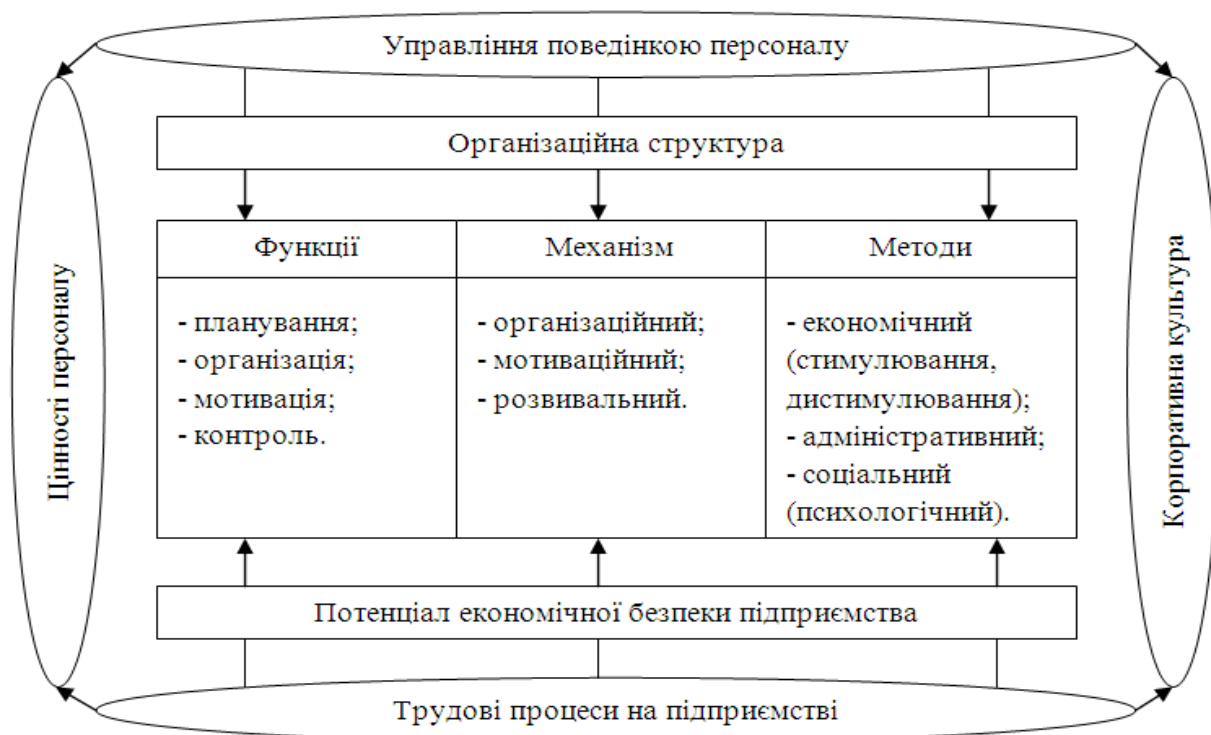 Управління поведінкою персоналу
Організаційна структура
Цінності персоналу
Функції
- планування;
- організація;
- мотивація;
- контроль.
Механізм
- організаційний;
- мотиваційний;
- розвивальний.
Методи
- економічний
(стимулювання,
дистимулювання);
- адміністративний;
- соціальний
(психологічний).
Корпоративна культура
Потенціал економічної безпеки підприємства
Трудові процеси на підприємстві